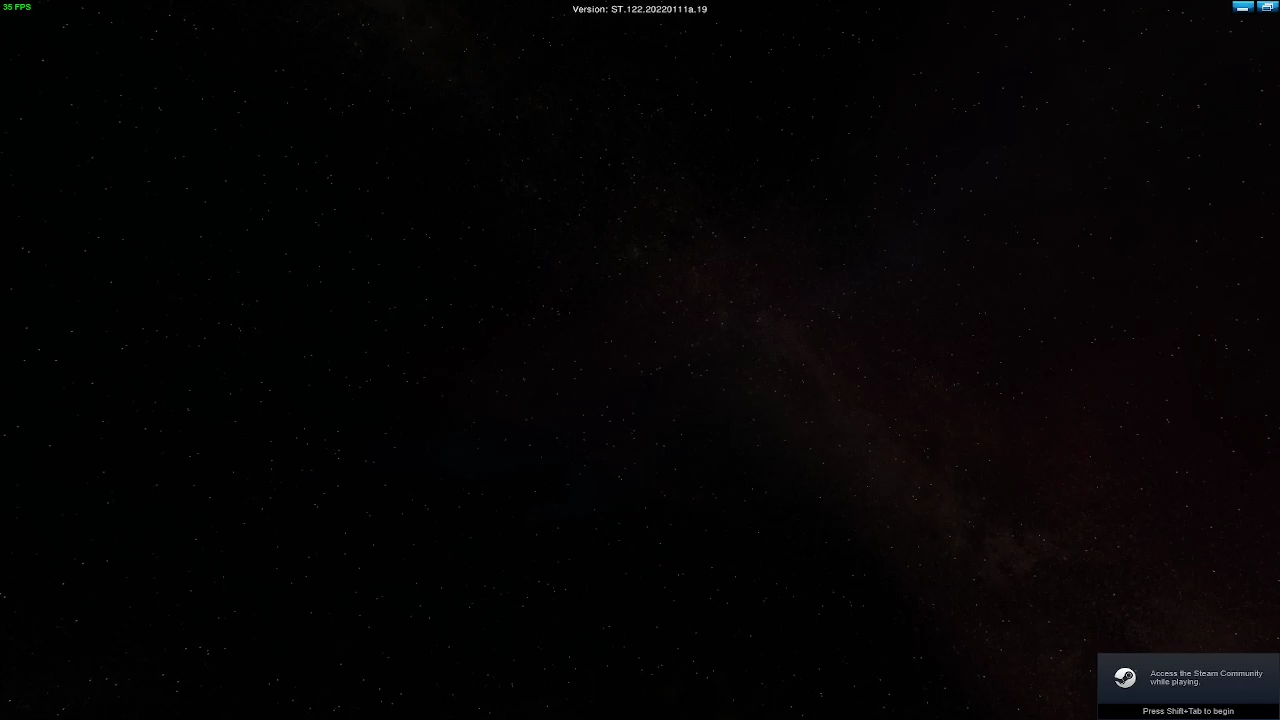 35 FPS
Version: ST.122.20220111a.19
Access the Steam Community
while playing.
Press Shift+Tab to begin